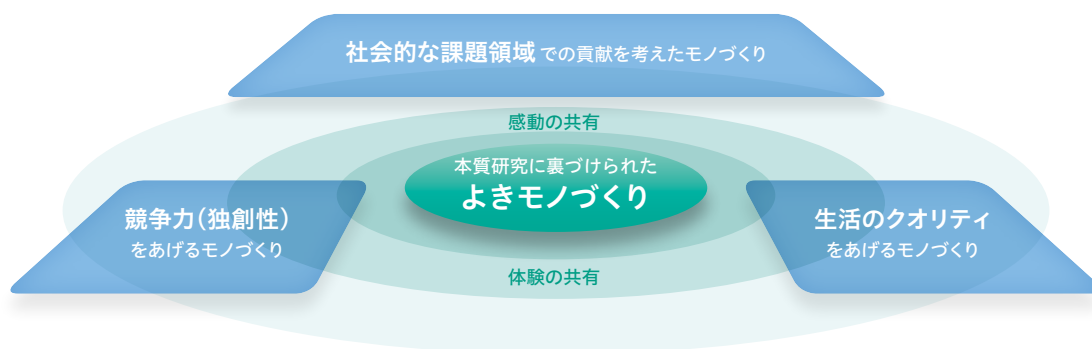 社会的な課題領域での貢献を考えたモノづくり
感動の共有
本質研究に裏づけられた
よきモノづくり
競争力(独創性)
をあげるモノづくり
生活のクオリティ
をあげるモノづくり
体験の共有